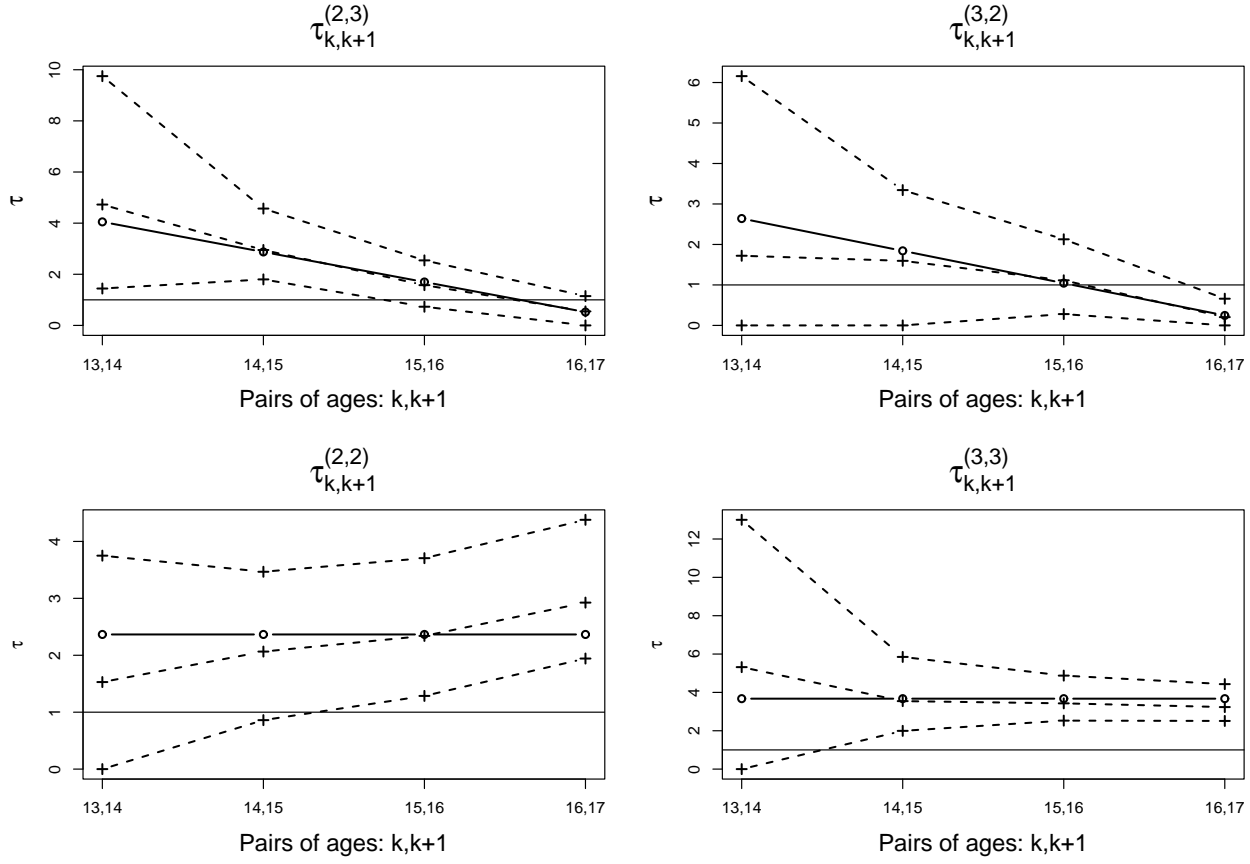 τ(2,3)k,k+1
10
8
6
4
2
0
τ
13,14 14,15 15,16 16,17
Pairs of ages: k,k+1
τ(3,2)k,k+1
6
5
4
3
2
1
0
τ
13,14 14,15 15,16 16,17
Pairs of ages: k,k+1
τ(2,2)k,k+1
4
3
2
1
0
τ
13,14 14,15 15,16 16,17
Pairs of ages: k,k+1
τ(3,3)k,k+1
12
10
8
6
4
2
0
τ
13,14 14,15 15,16 16,17
Pairs of ages: k,k+1